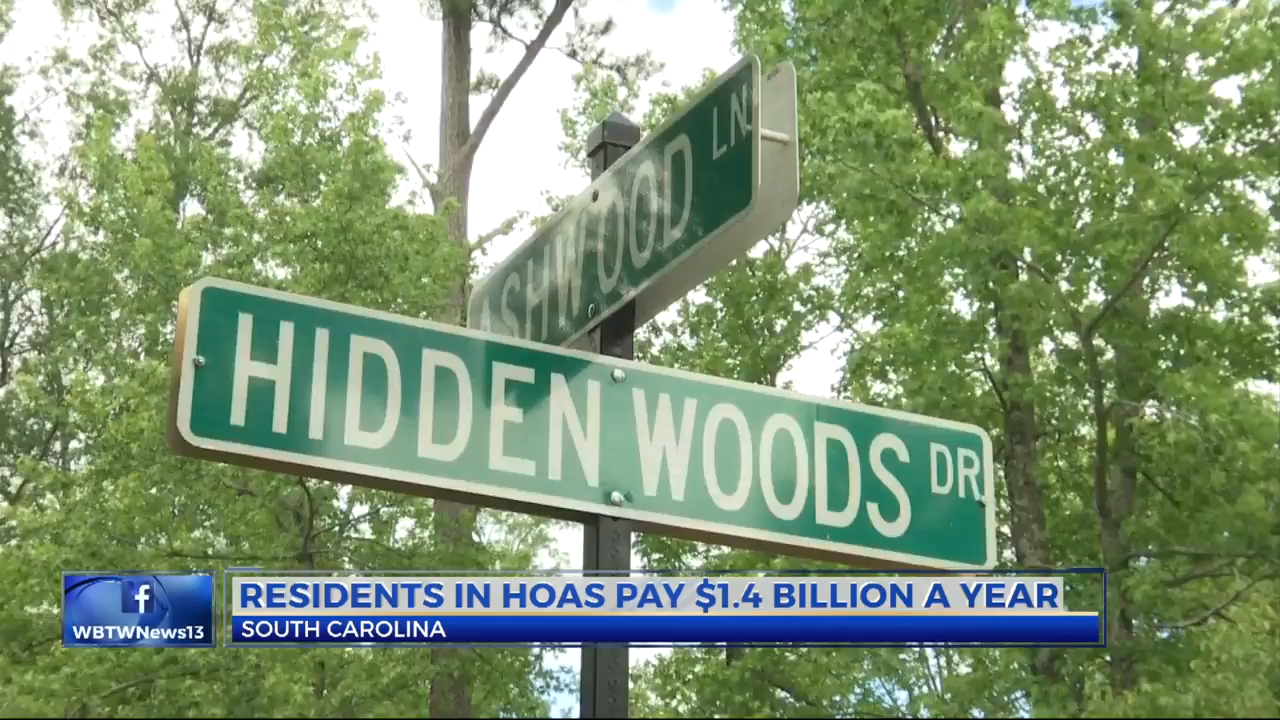 ASHWOOD LN
HIDDEN WOODS DR.
f
WBTWNews13
RESIDENTS IN HOAS PAY $1.4 BILLION A YEAR
SOUTH CAROLINA